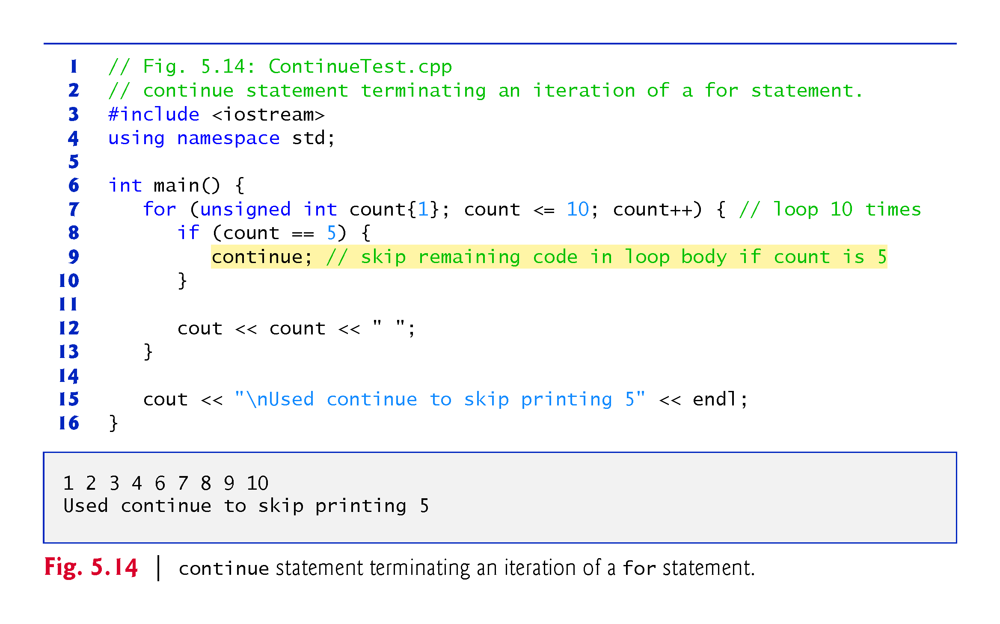 1 // Fig. 5.14: ContinueTest.cpp
2 // continue statement terminating an iteration of a for statement.
3 #include <iostream>
4 using namespace std;
5
6 int main() {
7    for (unsigned int count{1}; count <= 10; count++) { // loop 10 times
8       if (count == 5) {
9          continue; // skip remaining code in loop body if count is 5
10       }
11
12       cout << count << " ";
13    }
14
15    cout << "\nUsed continue to skip printing 5" << endl;
16 }
1 2 3 4 6 7 8 9 10
Used continue to skip printing 5
Fig. 5.14 | continue statement terminating an iteration of a for statement.